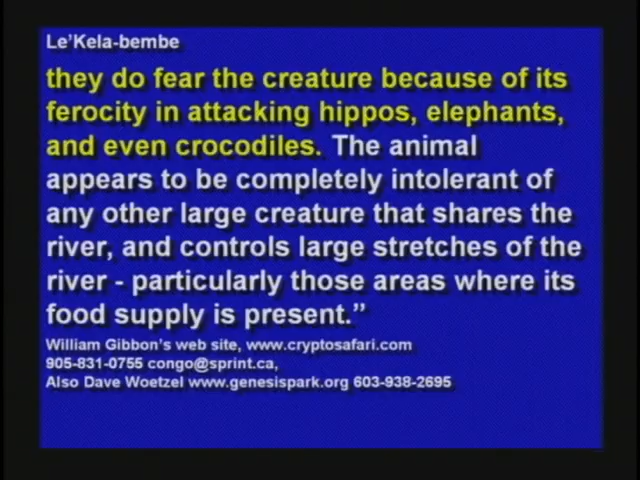 Le'Kela-bembe
they do fear the creature because of its
ferocity in attacking hippos, elephants,
and even crocodiles. The animal
appears to be completely intolerant of
any other large creature that shares the
river, and controls large stretches of the
river - particularly those areas where its
food supply is present.”
William Gibbon's web site, www.cryptosafari.com
905-831-0755 congo@sprint.ca,
Also Dave Woetzel www.genesispark.org 603-938-2695